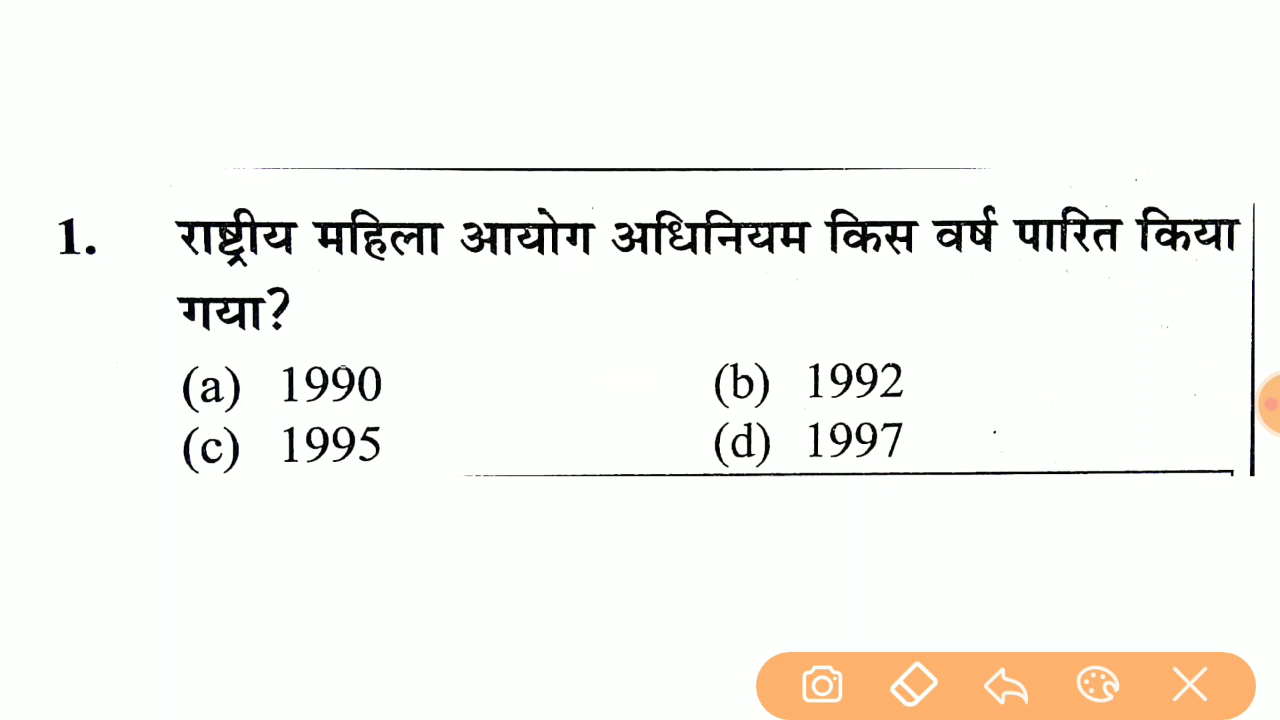 1. राष्ट्रीय महिला आयोग अधिनियम किस वर्ष पारित किया
गया?
(a) 1990 (b) 1992
(c) 1995 (d) 1997